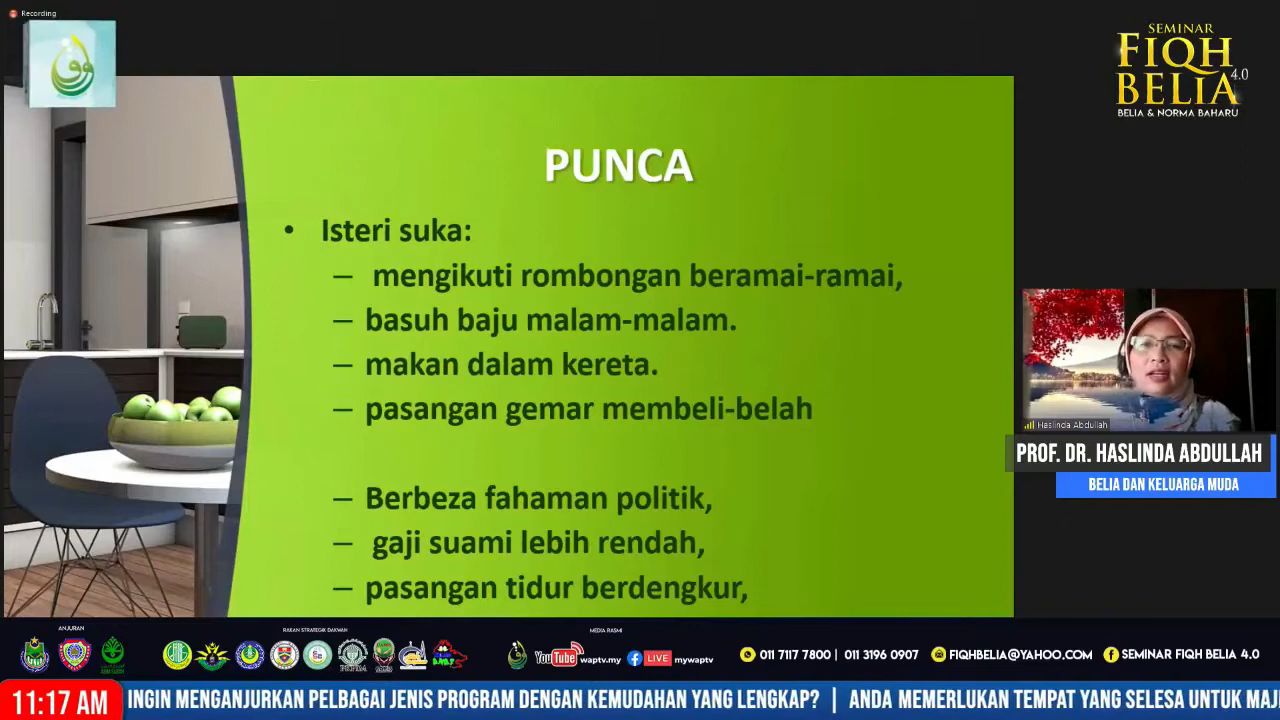 Recording
SEMINAR
FIQH
BELIA 4.0
BELIA & NORMA BAHARU
PUNCA
• Isteri suka:
– mengikuti rombongan beramai-ramai,
– basuh baju malam-malam.
– makan dalam kereta.
– pasangan gemar membeli-belah
– Berbeza fahaman politik,
– gaji suami lebih rendah,
– pasangan tidur berdengkur,
Haslinda Abdullah
PROF. DR. HASLINDA ABDULLAH
BELIA DAN KELUARGA MUDA
ANJURAN
RAKAN STRATEGIK DAKWAH
MEDIA RASMI
YouTube waptv.my
LIVE mywaptv
011 7117 7800 | 011 3196 0907
FIQHBELIA@YAHOO.COM
SEMINAR FIQH BELIA 4.0
11:17 AM
INGIN MENGANJURKAN PELBAGAI JENIS PROGRAM DENGAN KEMUDAHAN YANG LENGKAP? | ANDA MEMERLUKAN TEMPAT YANG SELESA UNTUK MAJ